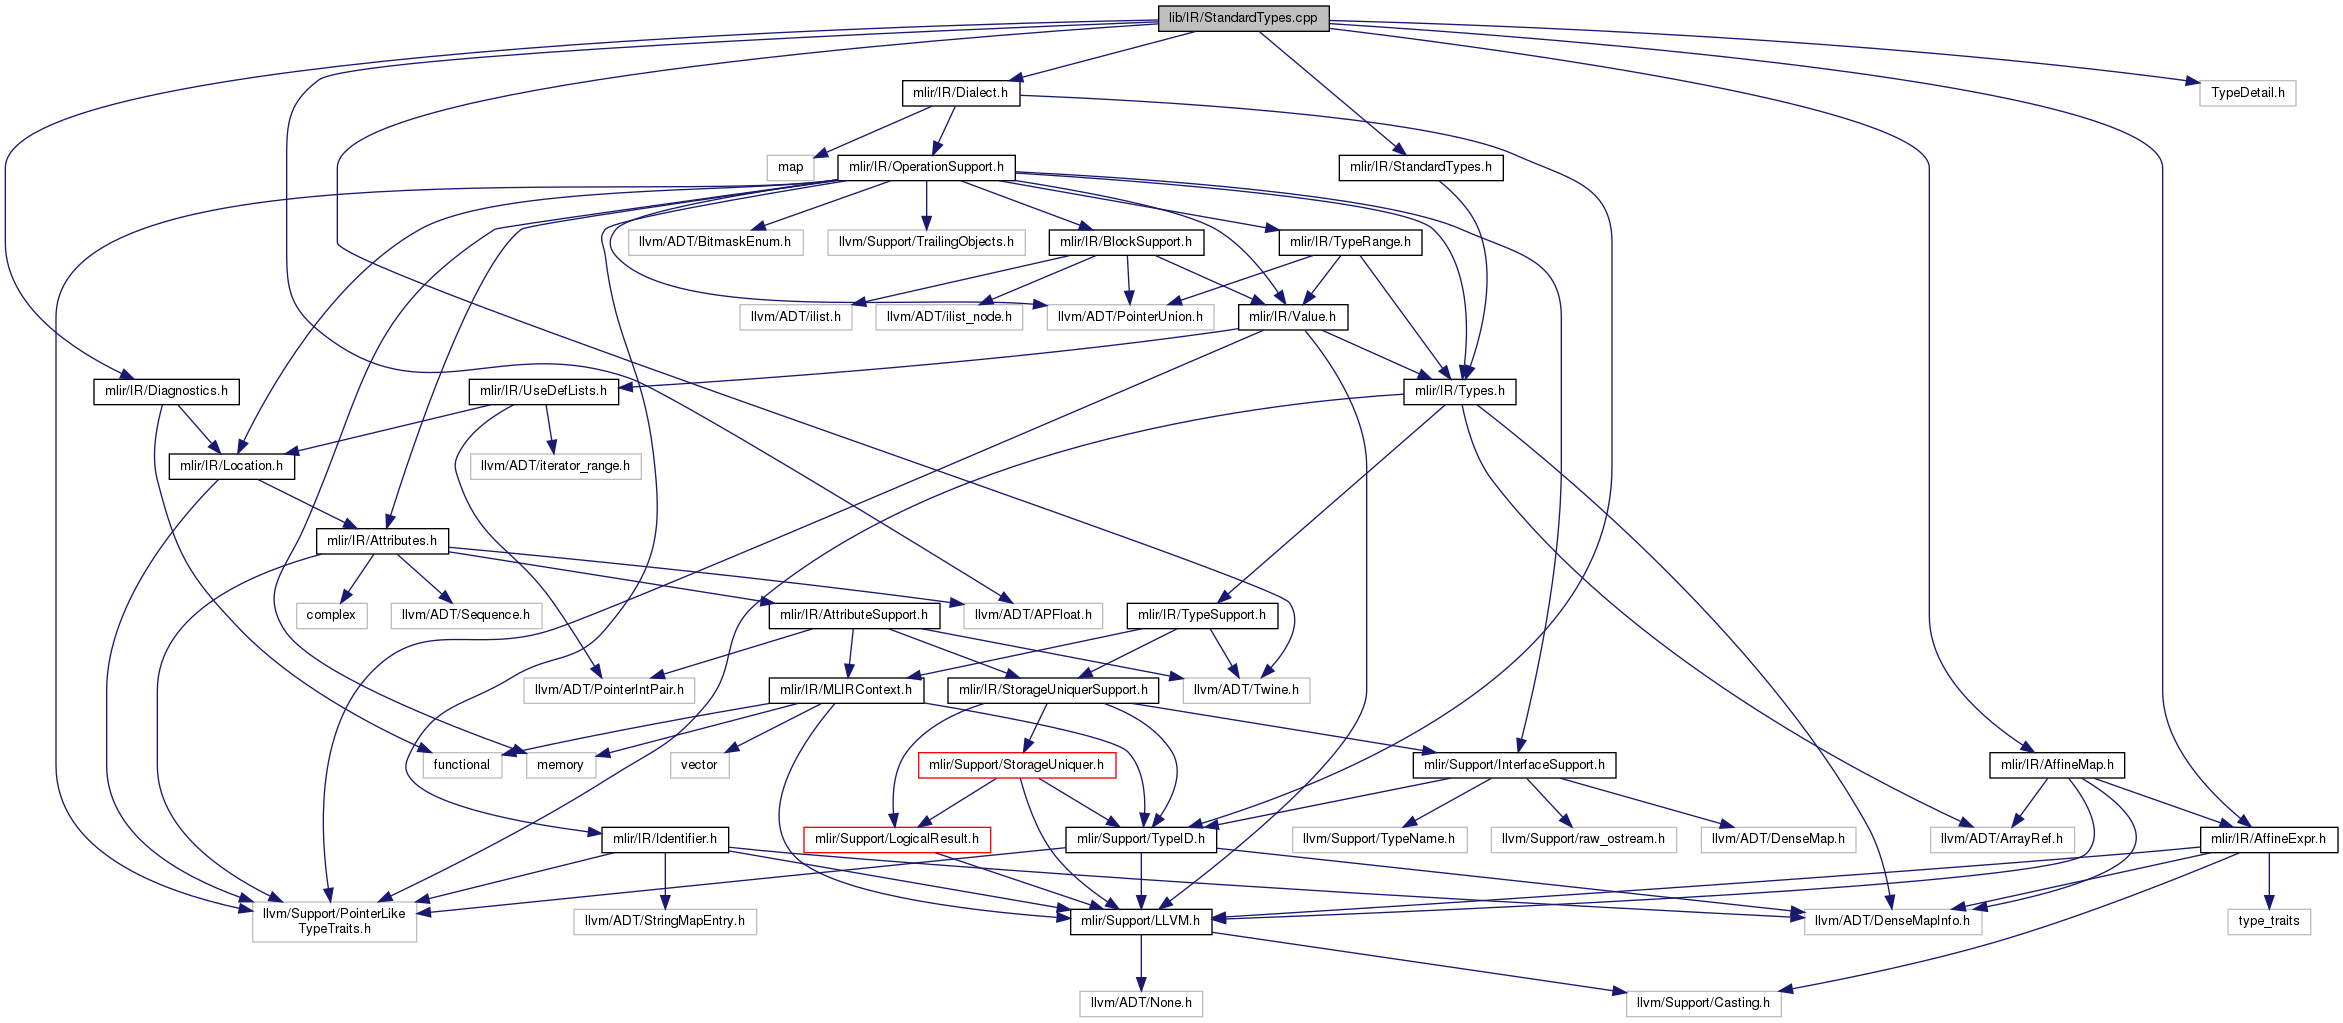 lib/IR/StandardTypes.cpp
mlir/IR/Dialect.h
TypeDetail.h
map
mlir/IR/OperationSupport.h
mlir/IR/StandardTypes.h
llvm/ADT/BitmaskEnum.h
llvm/Support/TrailingObjects.h
mlir/IR/BlockSupport.h
mlir/IR/TypeRange.h
llvm/ADT/ilist.h
llvm/ADT/ilist_node.h
llvm/ADT/PointerUnion.h
mlir/IR/Value.h
mlir/IR/Diagnostics.h
mlir/IR/UseDefLists.h
mlir/IR/Types.h
mlir/IR/Location.h
llvm/ADT/iterator_range.h
mlir/IR/Attributes.h
complex
llvm/ADT/Sequence.h
mlir/IR/AttributeSupport.h
llvm/ADT/APFloat.h
mlir/IR/TypeSupport.h
llvm/ADT/PointerIntPair.h
mlir/IR/MLIRContext.h
mlir/IR/StorageUniquerSupport.h
llvm/ADT/Twine.h
functional
memory
vector
mlir/Support/StorageUniquer.h
mlir/Support/InterfaceSupport.h
mlir/IR/AffineMap.h
mlir/IR/Identifier.h
mlir/Support/LogicalResult.h
mlir/Support/TypeID.h
llvm/Support/TypeName.h
llvm/Support/raw_ostream.h
llvm/ADT/DenseMap.h
llvm/ADT/ArrayRef.h
mlir/IR/AffineExpr.h
llvm/Support/PointerLike
TypeTraits.h
llvm/ADT/StringMapEntry.h
mlir/Support/LLVM.h
llvm/ADT/DenseMapInfo.h
type_traits
llvm/ADT/None.h
llvm/Support/Casting.h